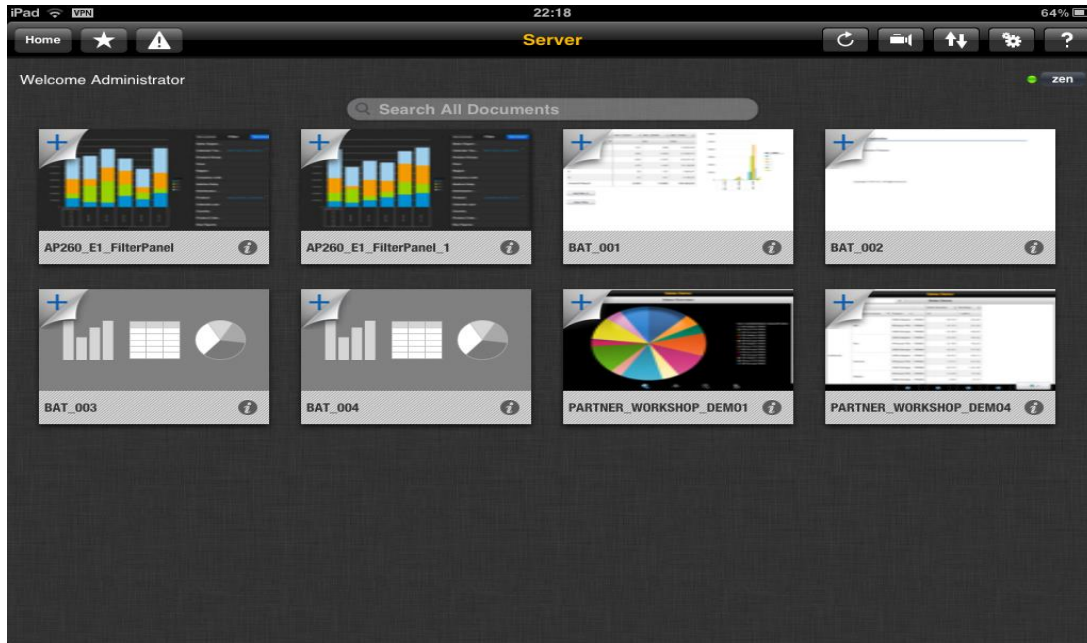 iPad VPN 22:18 64%
Home Server ?
Welcome Administrator zen
Search All Documents
AP260_E1_FilterPanel AP260_E1_FilterPanel_1 BAT_001 BAT_002
BAT_003 BAT_004 PARTNER_WORKSHOP_DEMO1 PARTNER_WORKSHOP_DEMO4